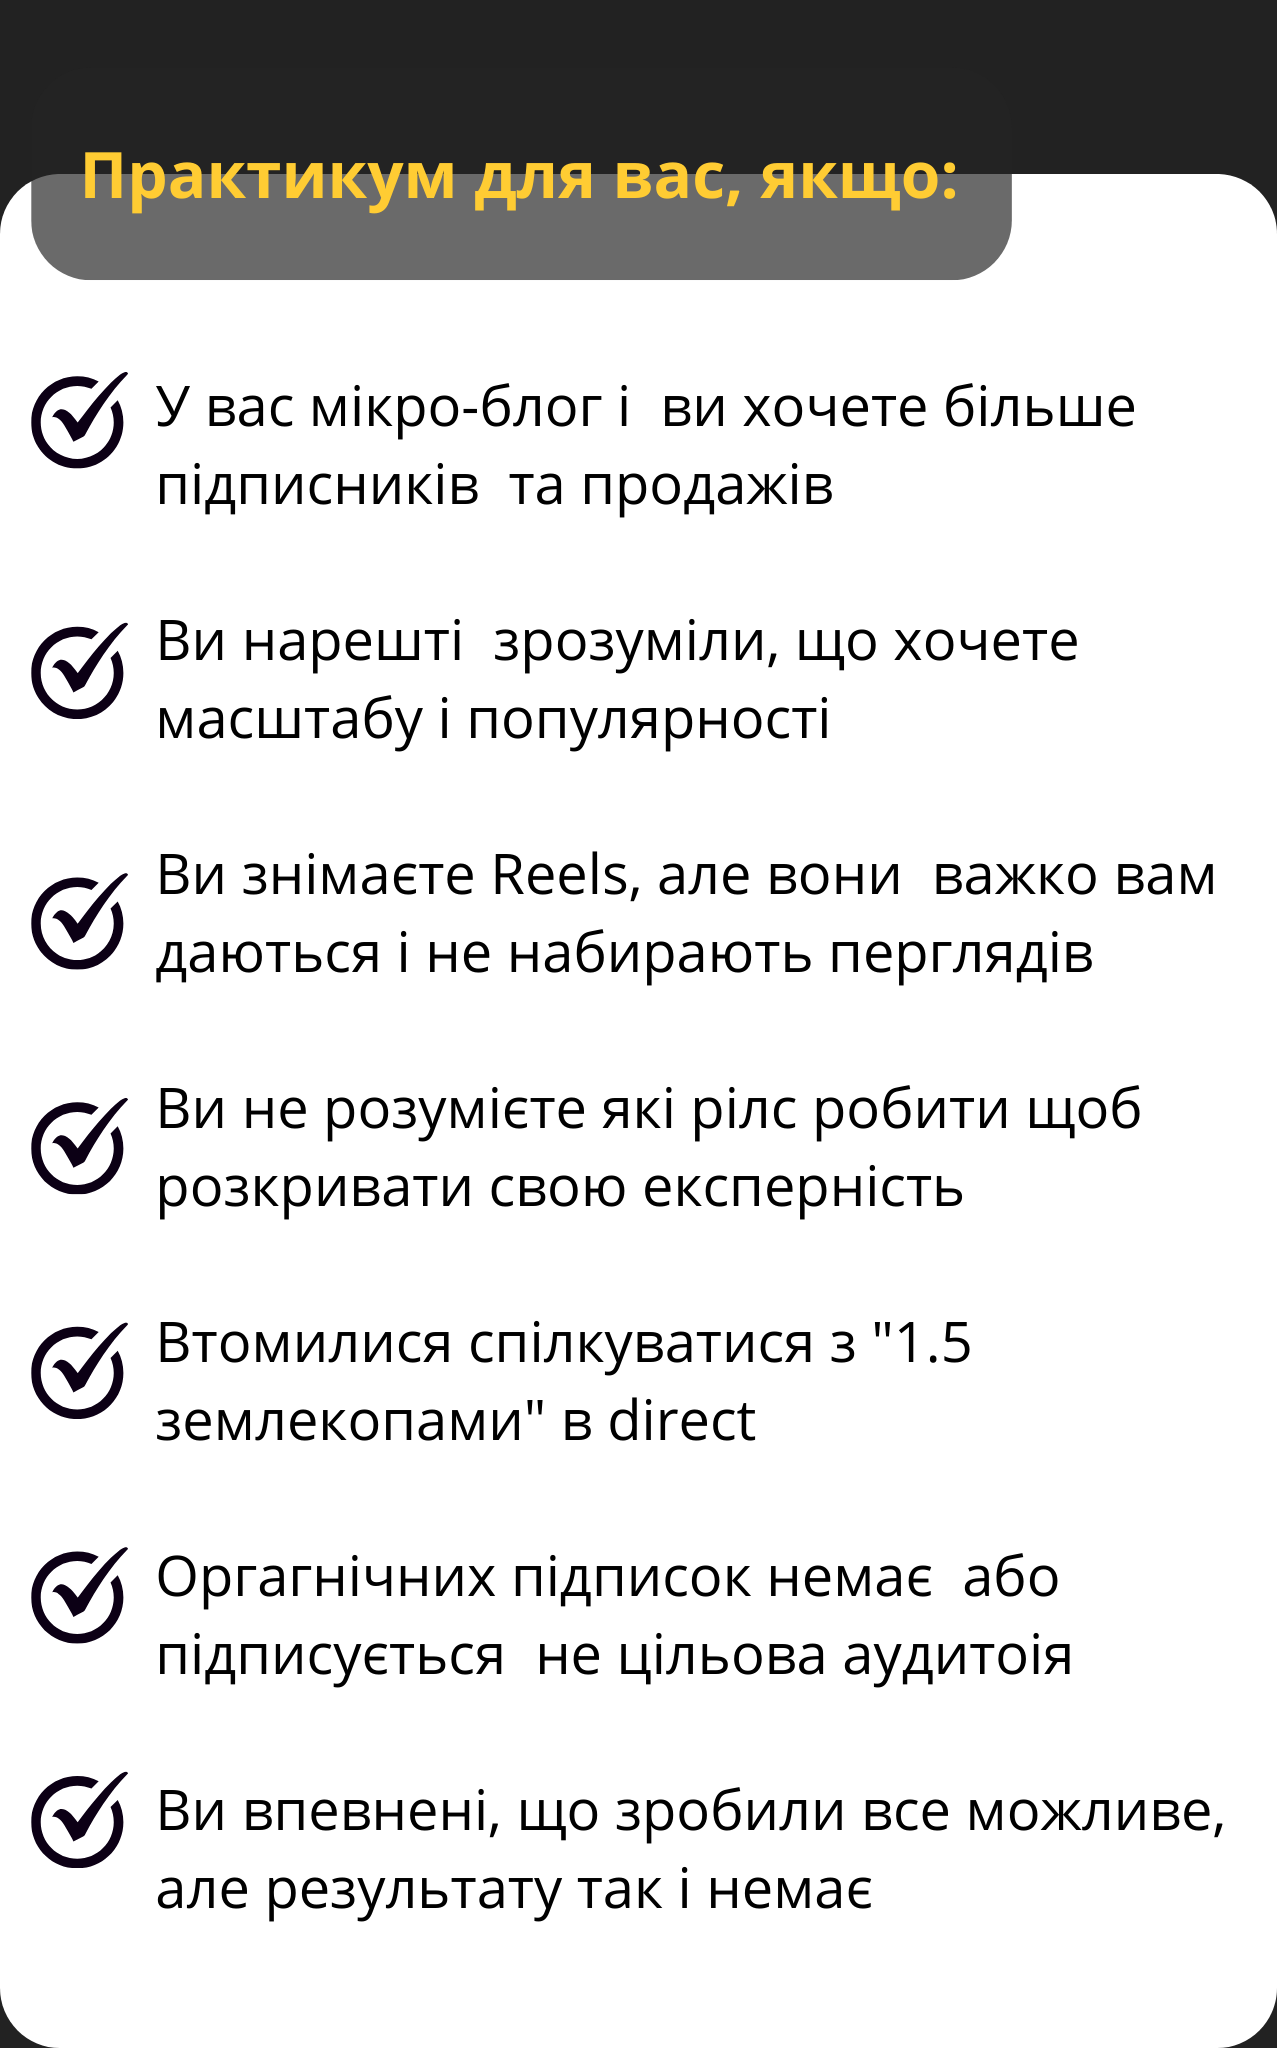 Практикум для вас, якщо:
У вас мікро-блог і  ви хочете більше
підписників  та продажів
Ви нарешті  зрозуміли, що хочете
масштабу і популярності
Ви знімаєте Reels, але вони  важко вам
даються і не набирають перглядів
Ви не розумієте які рілс робити щоб
розкривати свою експерність
Втомилися спілкуватися з "1.5
землекопами" в direct
Оргагнічних підписок немає  або
підписується  не цільова аудитоія
Ви впевнені, що зробили все можливе,
але результату так і немає